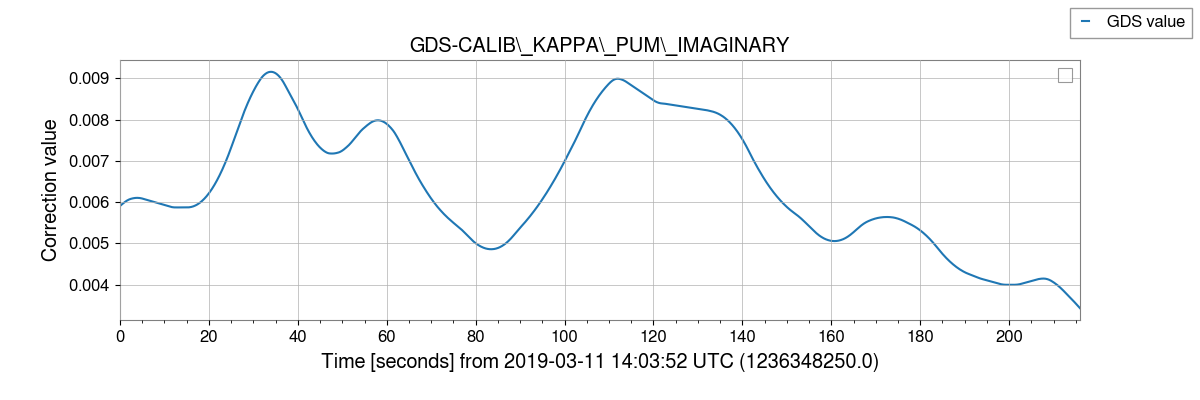 GDS value
GDS-CALIB\_KAPPA\_PUM\_IMAGINARY
Correction value
0.009
0.008
0.007
0.006
0.005
0.004
0 20 40 60 80 100 120 140 160 180 200
Time [seconds] from 2019-03-11 14:03:52 UTC (1236348250.0)